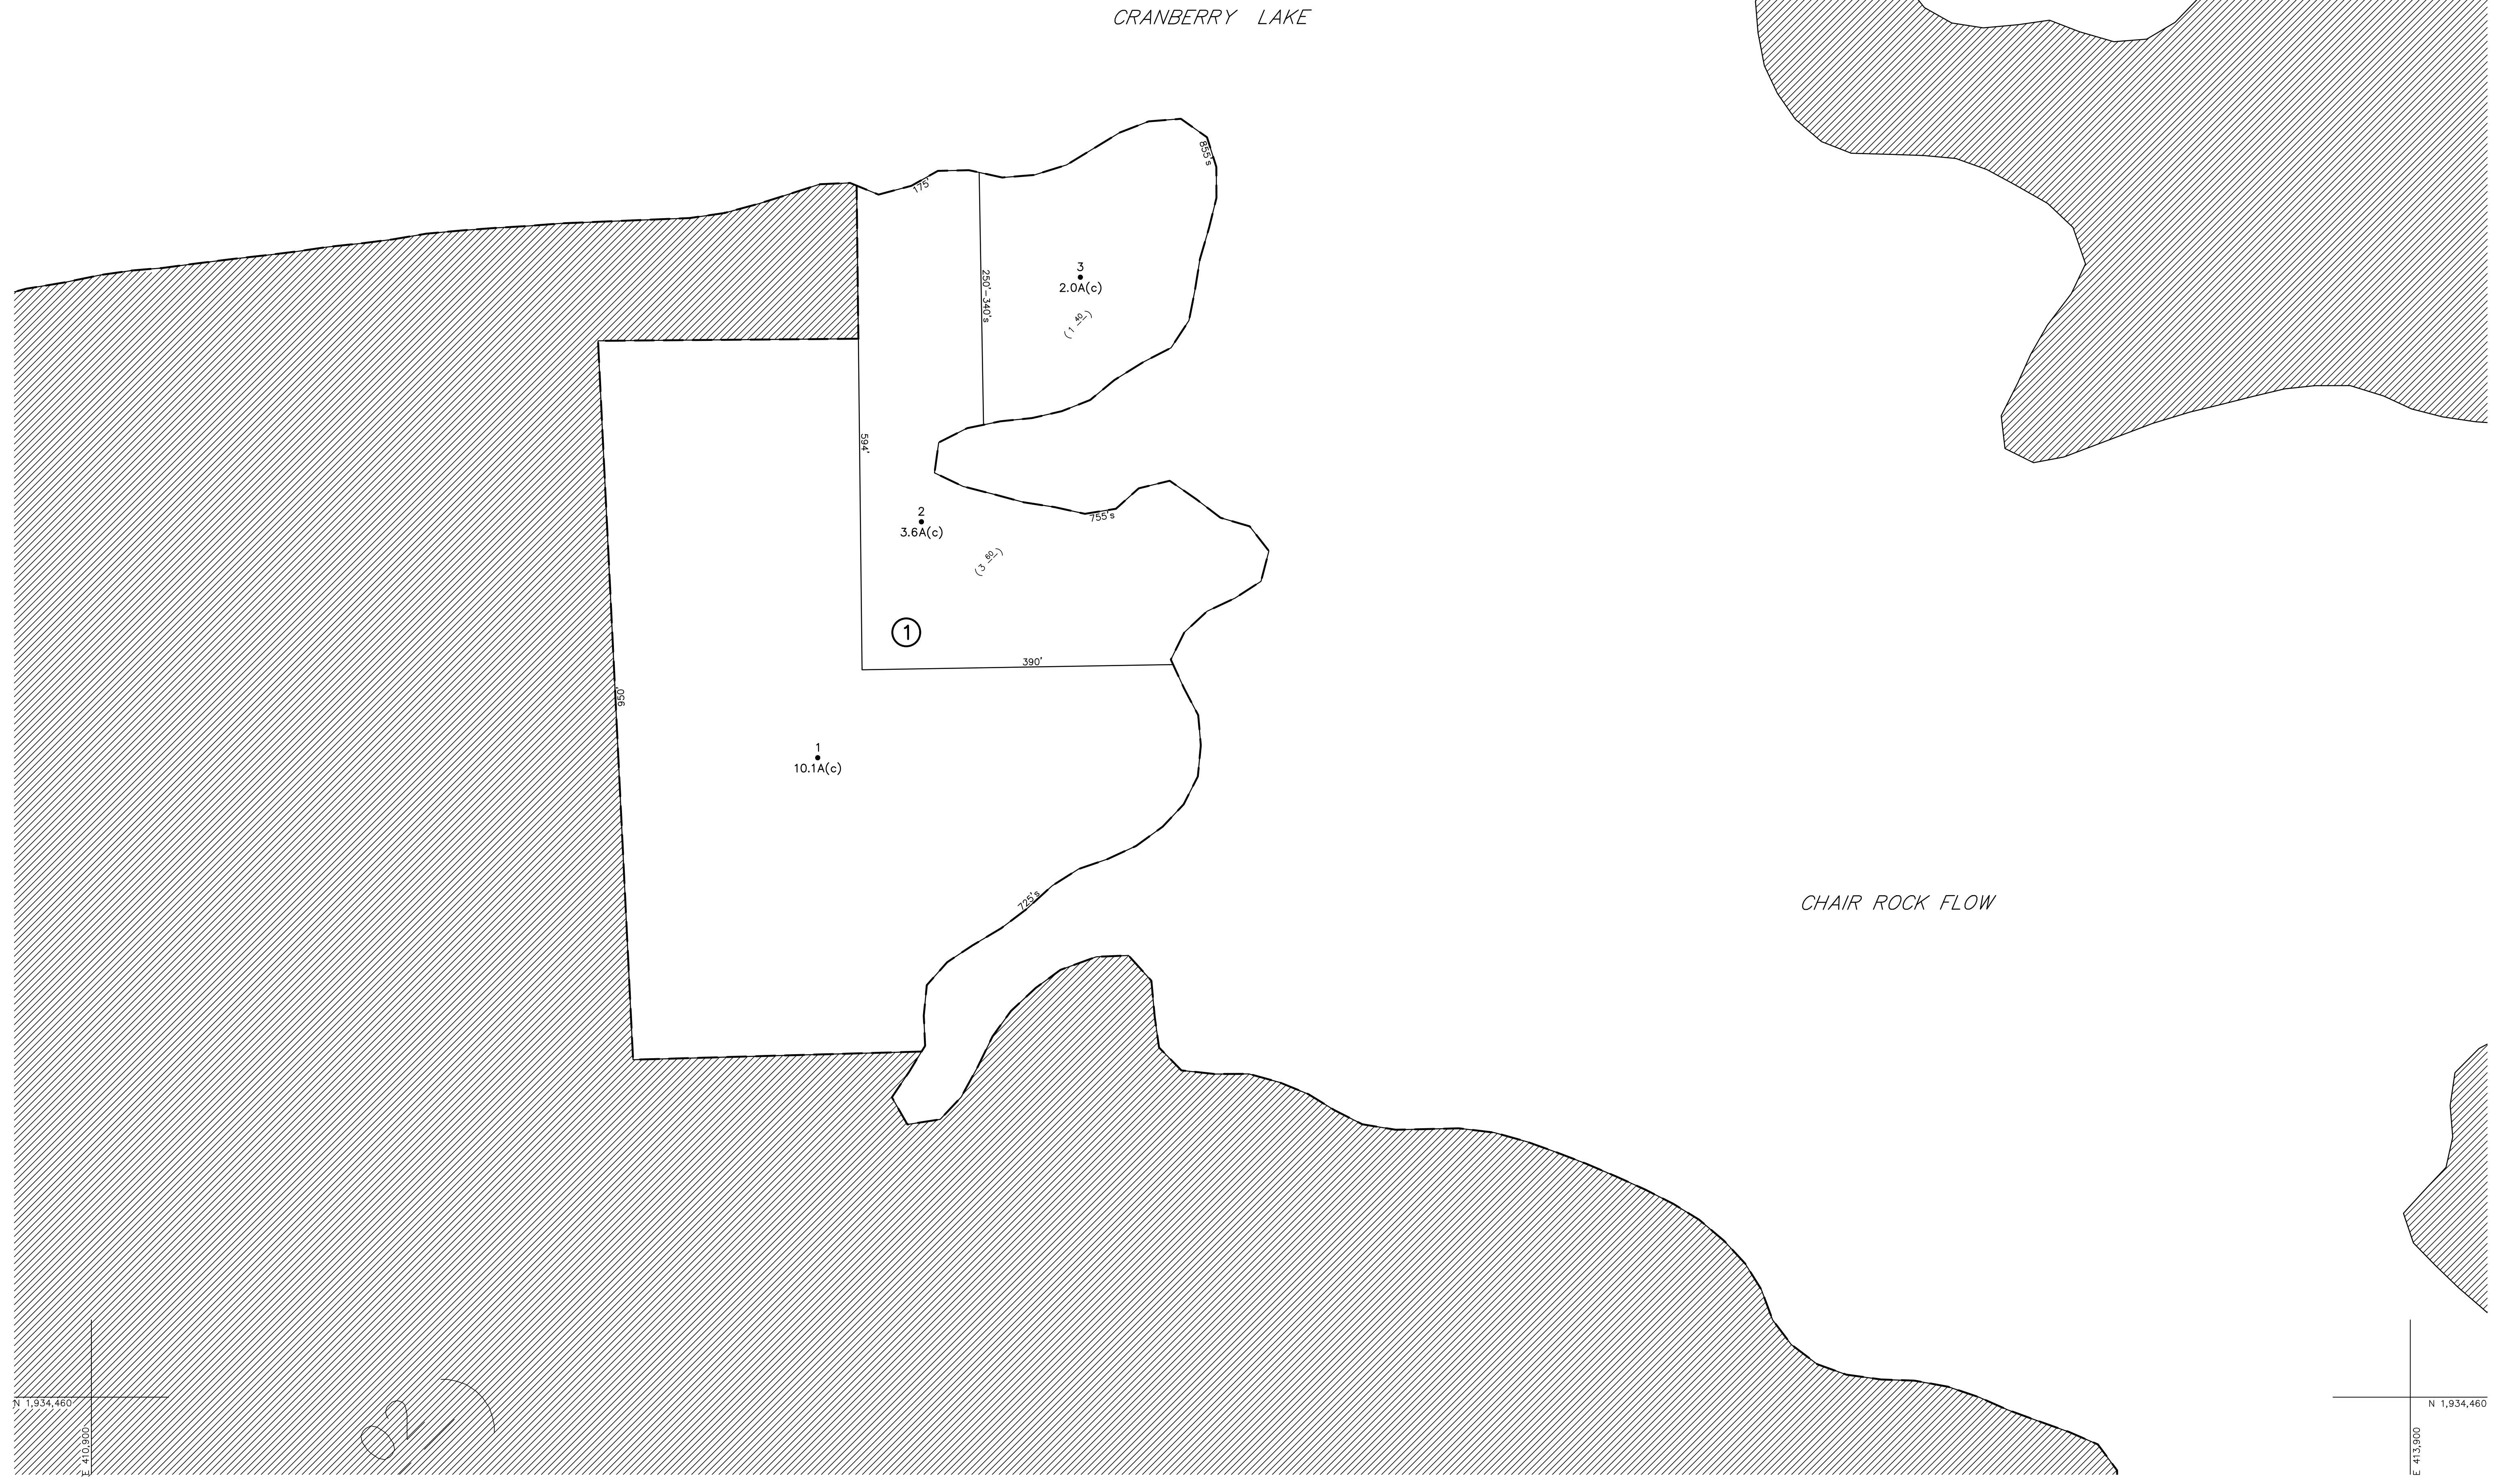 CRANBERRY LAKE
855's
175'
3
2.0A(c)
250'-340's
(1 40)
594'
2
3.6A(c)
755's
(3 60)
1
390'
950'
1
10.1A(c)
725's
CHAIR ROCK FLOW
N 1,934,460
E 410,900
N 1,934,460
E 413,900